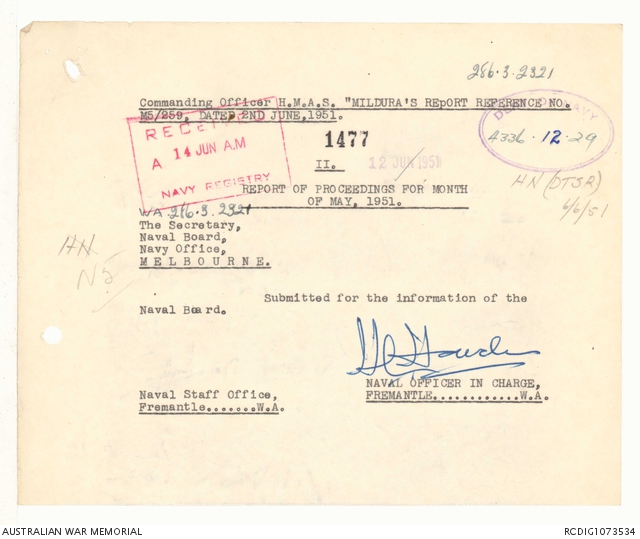 286.3.2321
Commanding Officer H.M.A.S. "MILDURA'S REpORT REFERENCE NO.
M5/259, DATED 2ND JUNE,1951.
RECEIVED
A 14 JUN A.M
NAVY REGISTRY
NAVY
A336.12.29
1477
II.
12 JUN 1951
HN (DTSR)
6/6/51
REPORT OF PROCEEDINGS FOR MONTH
OF MAY, 1951.
WA 286.3.2321
The Secretary,
Naval Board,
Navy Office,
MELBOURNE.
HN
Submitted for the information of the
Naval Board.
NAVAL OFFICER IN CHARGE,
FREMANTLE............W.A.
Naval Staff Office,
Fremantle.......W.A.
AUSTRALIAN WAR MEMORIAL
RCDIG1073534